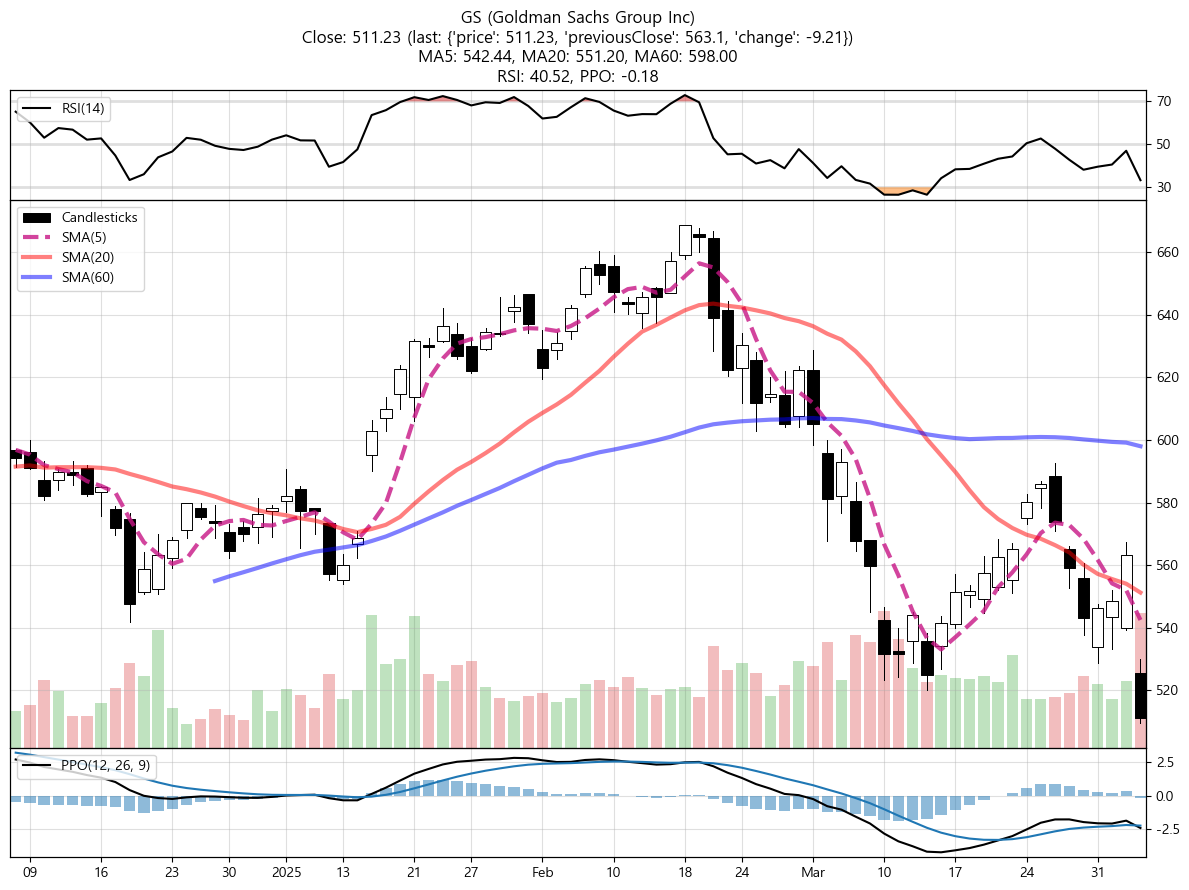 GS (Goldman Sachs Group Inc)
Close: 511.23 (last: {'price': 511.23, 'previousClose': 563.1, 'change': -9.21})
MA5: 542.44, MA20: 551.20, MA60: 598.00
RSI: 40.52, PPO: -0.18
RSI(14)
70
50
30
Candlesticks
SMA(5)
SMA(20)
SMA(60)
660
640
620
600
580
560
540
520
PPO(12, 26, 9)
2.5
0.0
−2.5
09 16 23 30 2025 13 21 27 Feb 10 18 24 Mar 10 17 24 31